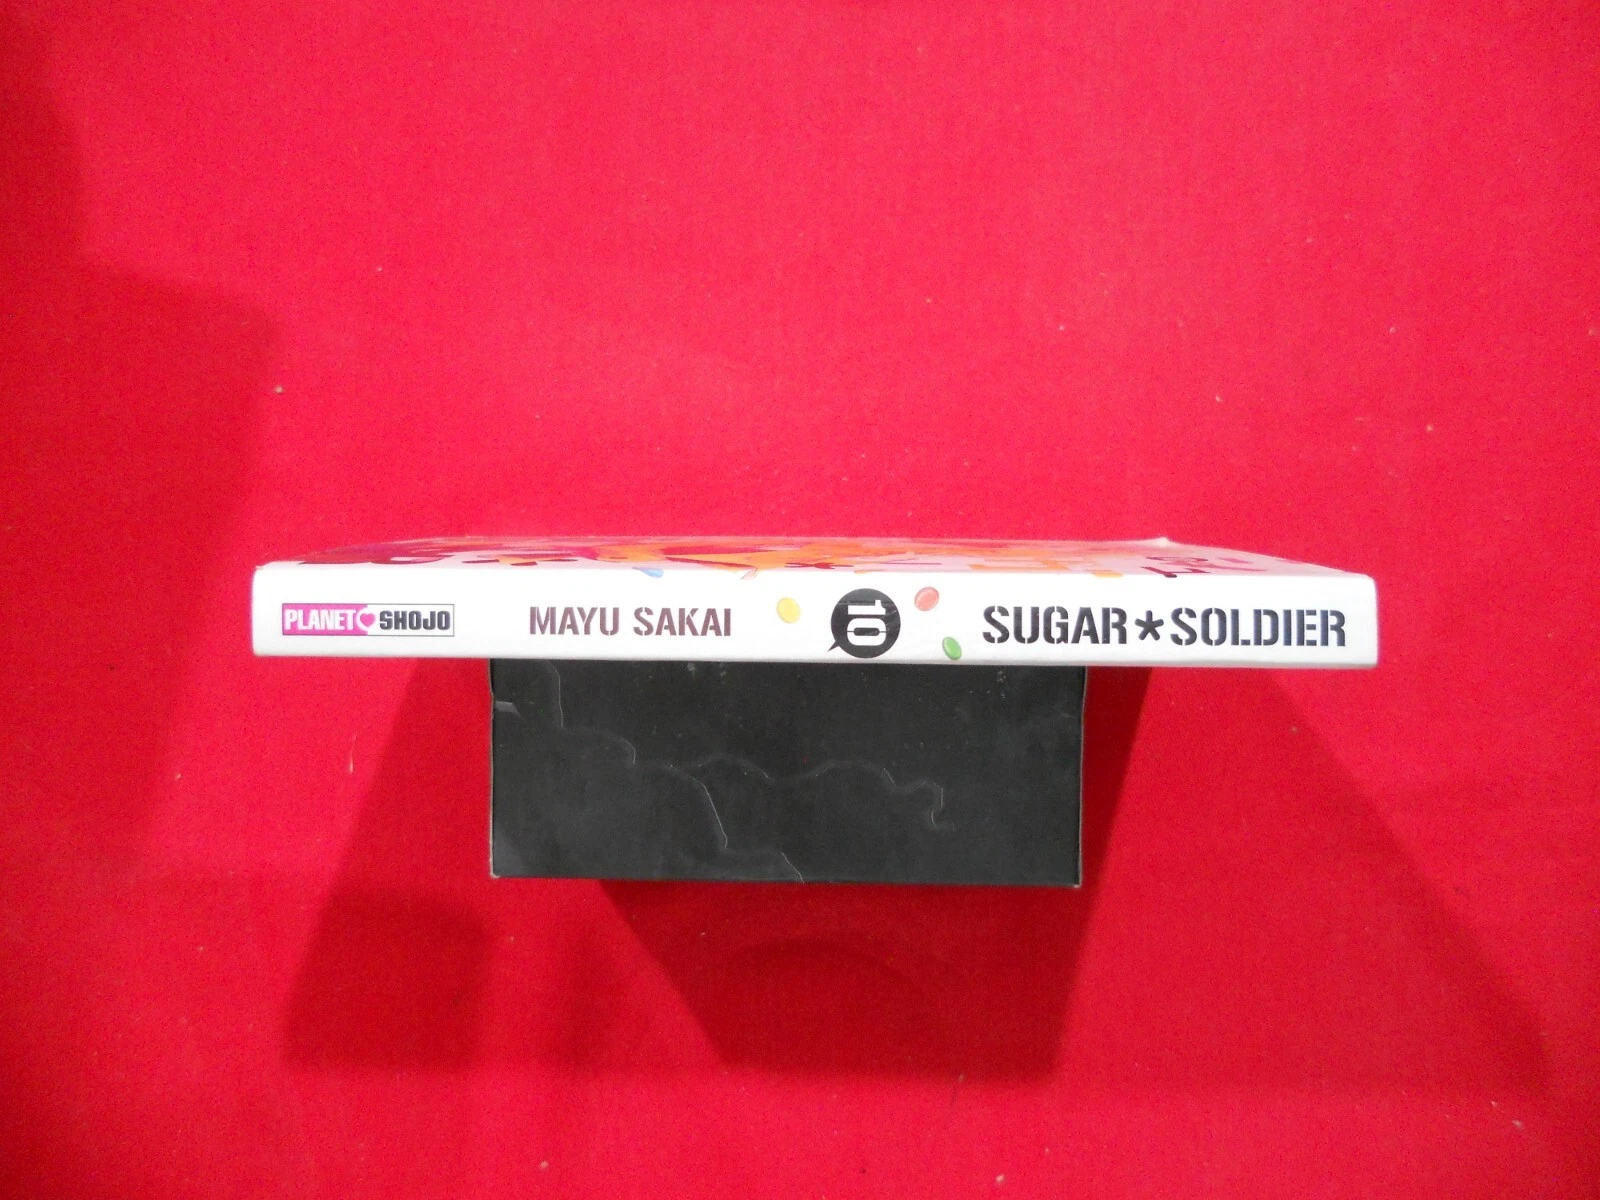 PLANET SHOJO
MAYU SAKAI
10
SUGAR★SOLDIER